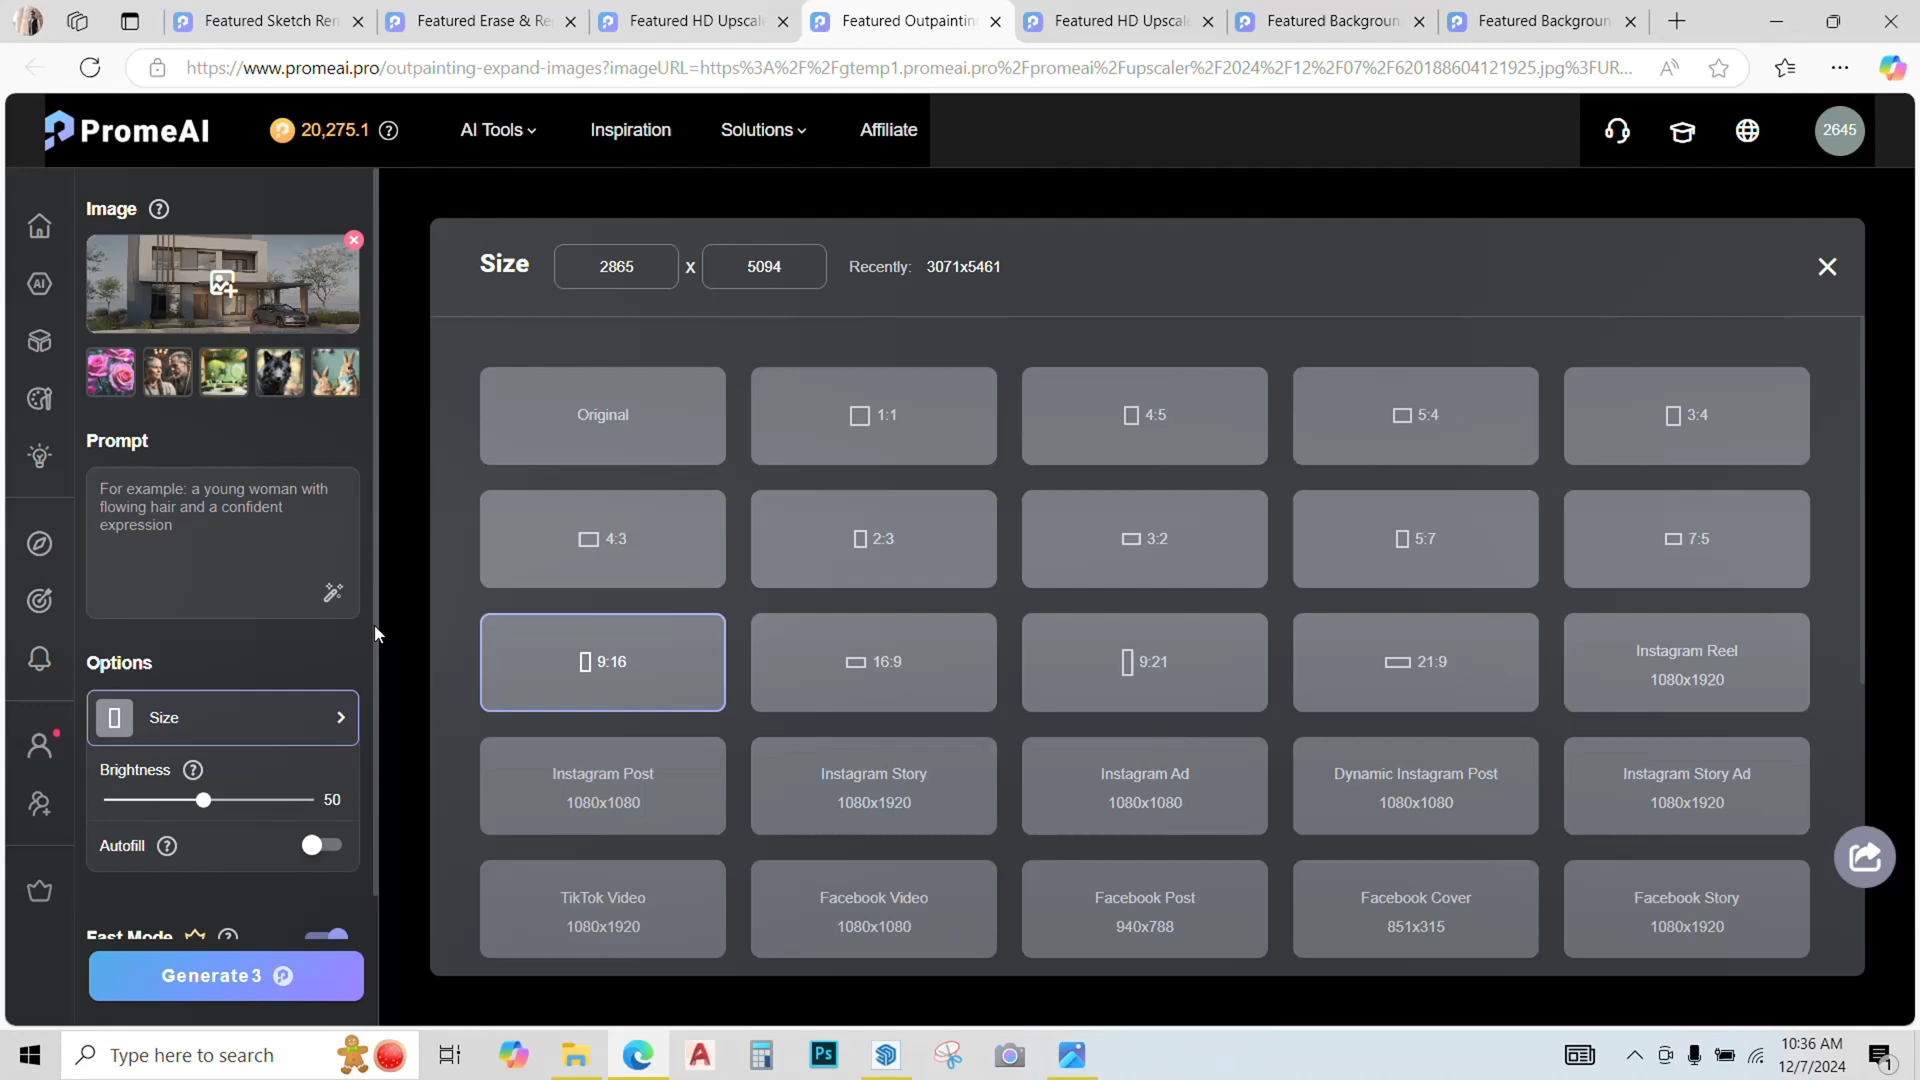 Featured Sketch Ren
Featured Erase & Re
Featured HD Upscale
Featured Outpainting
Featured HD Upscale
Featured Backgroun
Featured Backgroun
https://www.promeai.pro/outpainting-expand-images?imageURL=https%3A%2F%2Fgtemp1.promeai.pro%2Fpromeai%2Fupscaler%2F2024%2F12%2F07%2F620188604121925.jpg%3FUR...
PromeAI
20,275.1
AI Tools
Inspiration
Solutions
Affiliate
2645
Image
Prompt
For example: a young woman with
flowing hair and a confident
expression
Options
Size
Brightness
50
Autofill
Fast Mode
Generate 3
Size
2865 x 5094
Recently: 3071x5461
Original
1:1
4:5
5:4
3:4
4:3
2:3
3:2
5:7
7:5
9:16
16:9
9:21
21:9
Instagram Reel
1080x1920
Instagram Post
1080x1080
Instagram Story
1080x1920
Instagram Ad
1080x1080
Dynamic Instagram Post
1080x1080
Instagram Story Ad
1080x1920
TikTok Video
1080x1920
Facebook Video
1080x1080
Facebook Post
940x788
Facebook Cover
851x315
Facebook Story
1080x1920
Type here to search
Ps
10:36 AM
12/7/2024
1